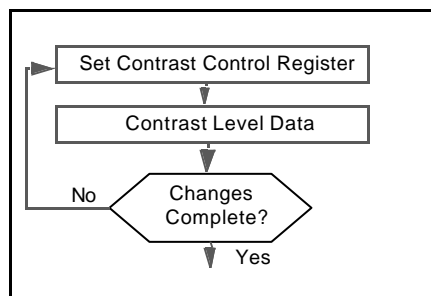 Set Contrast Control Register
Contrast Level Data
No
Changes
Complete?
Yes